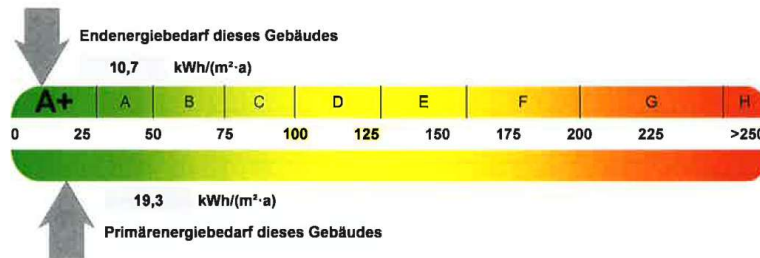 Endenergiebedarf dieses Gebäudes
10,7 kWh/(m²·a)
A+ A B C D E F G H
0 25 50 75 100 125 150 175 200 225 >250
19,3 kWh/(m²·a)
Primärenergiebedarf dieses Gebäudes